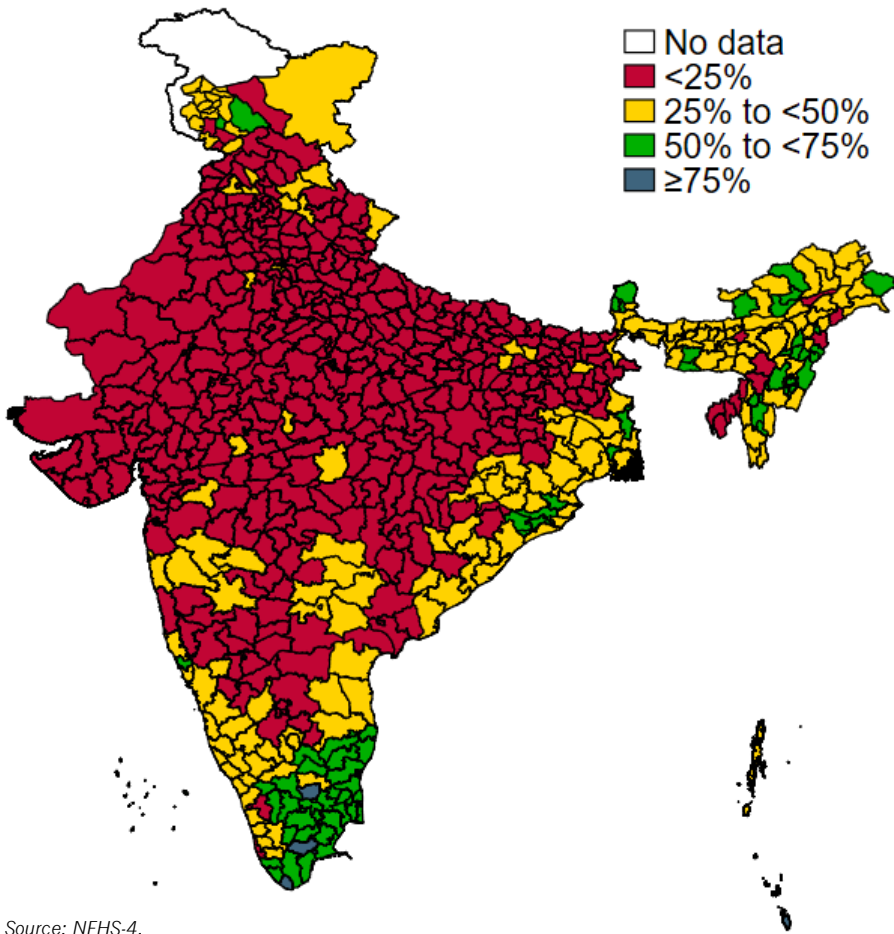 No data
<25%
25% to <50%
50% to <75%
≥75%
Source: NFHS-4.